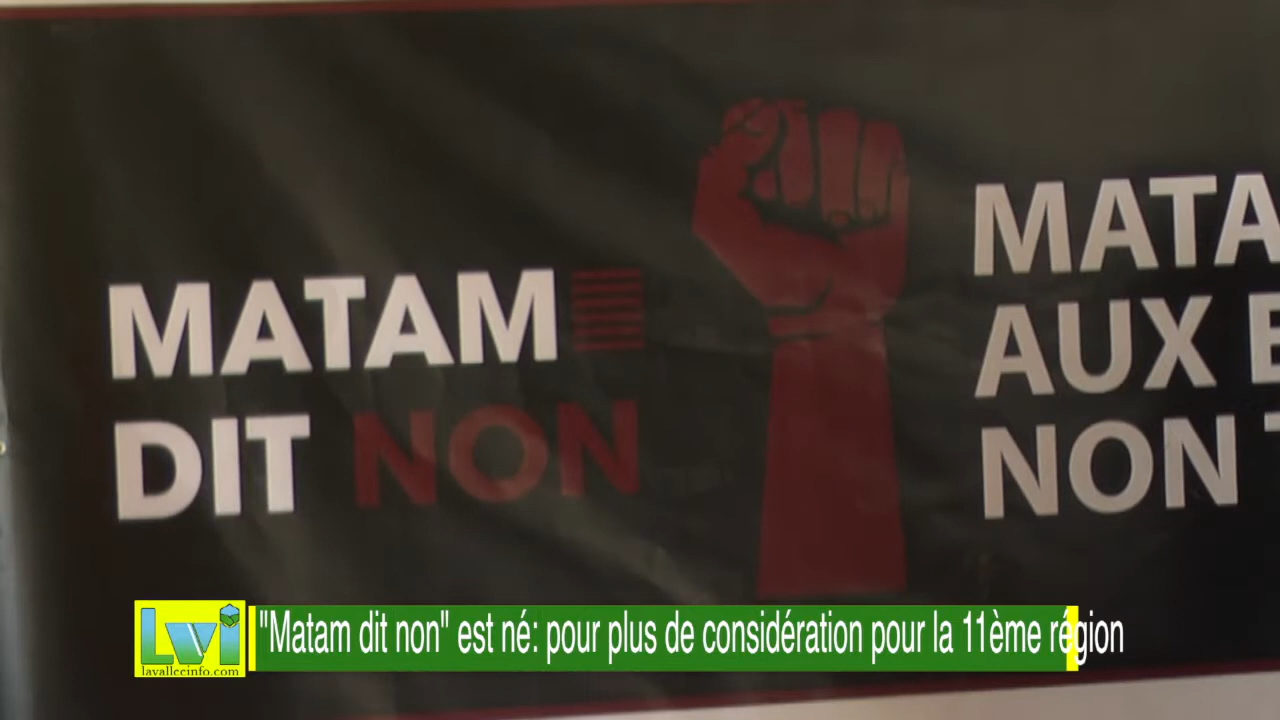 MATAM
DIT NON
MATA
AUX E
NON
Lvi
lavalleeinfo.com
"Matam dit non" est né: pour plus de considération pour la 11ème région